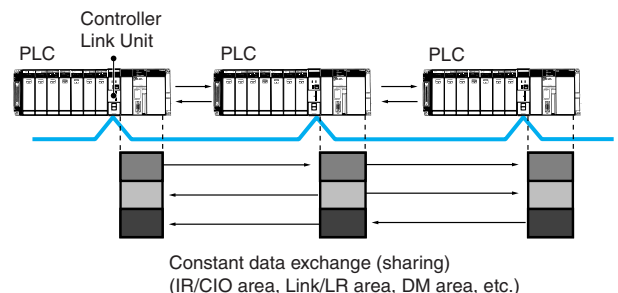 Controller
Link Unit
PLC
PLC
PLC
Constant data exchange (sharing)
(IR/CIO area, Link/LR area, DM area, etc.)